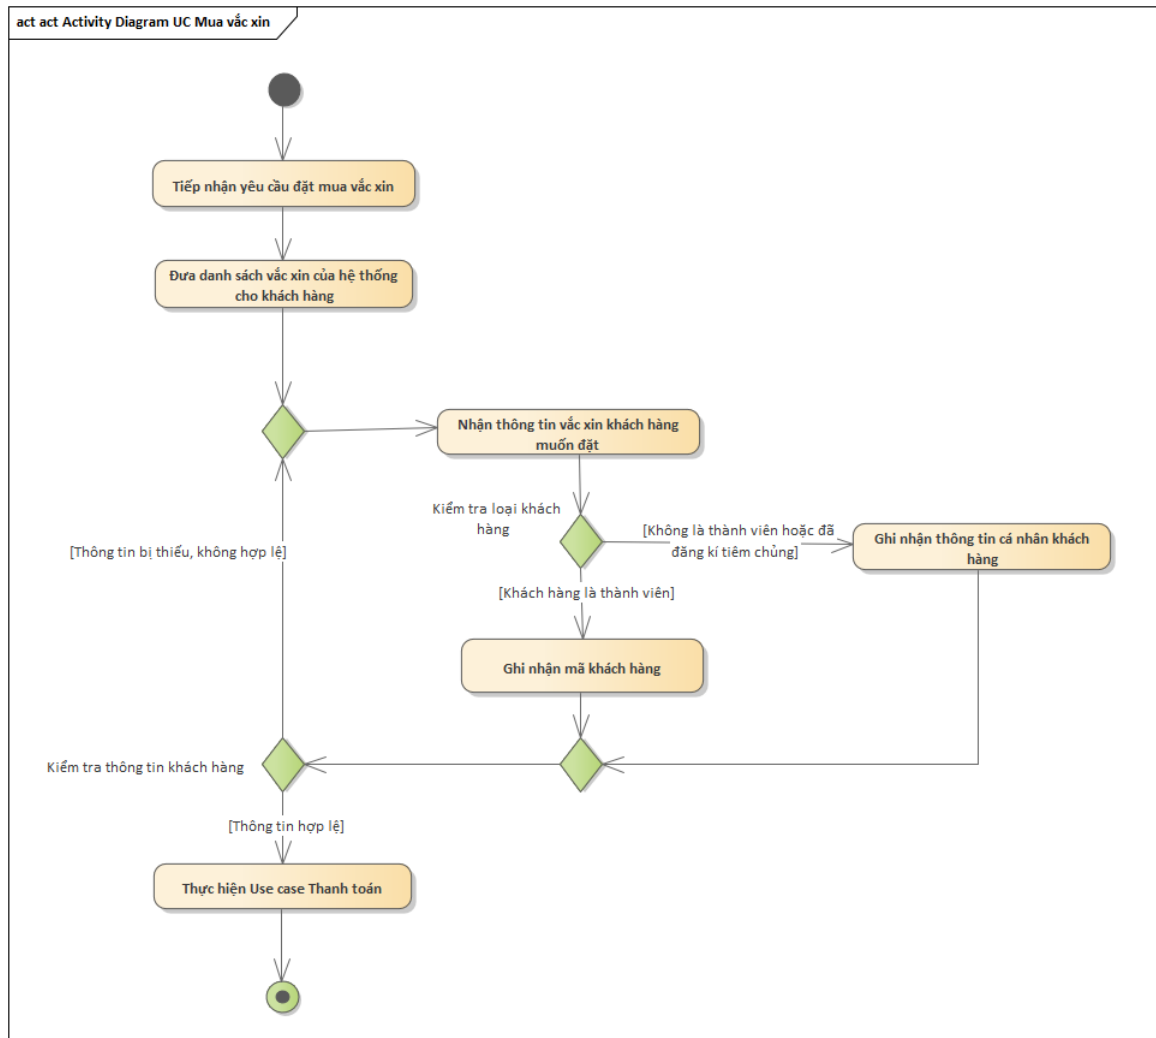 act act Activity Diagram UC Mua vắc xin
Tiếp nhận yêu cầu đặt mua vắc xin
Đưa danh sách vắc xin của hệ thống
cho khách hàng
Nhận thông tin vắc xin khách hàng
muốn đặt
Kiểm tra loại khách
hàng
[Không là thành viên hoặc đã
đăng kí tiêm chủng]
Ghi nhận thông tin cá nhân khách
hàng
[Thông tin bị thiếu, không hợp lệ]
[Khách hàng là thành viên]
Ghi nhận mã khách hàng
Kiểm tra thông tin khách hàng
[Thông tin hợp lệ]
Thực hiện Use case Thanh toán